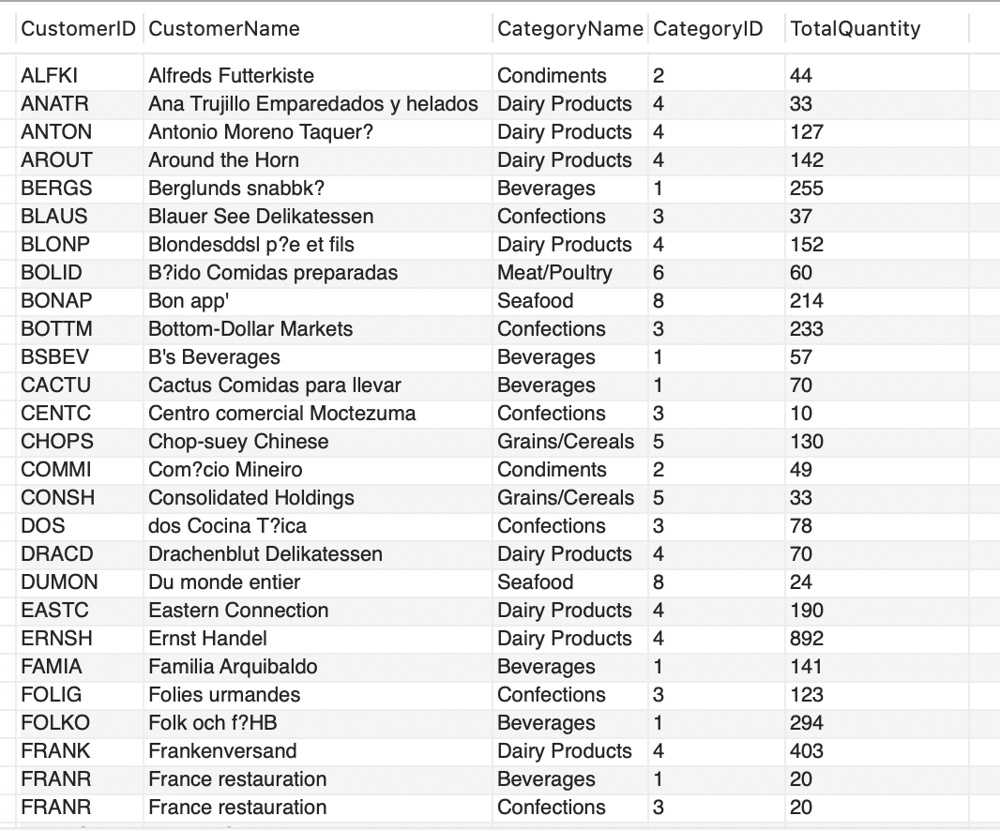 CustomerID CustomerName CategoryName CategoryID TotalQuantity
ALFKI Alfreds Futterkiste Condiments 2 44
ANATR Ana Trujillo Emparedados y helados Dairy Products 4 33
ANTON Antonio Moreno Taquer? Dairy Products 4 127
AROUT Around the Horn Dairy Products 4 142
BERGS Berglunds snabbk? Beverages 1 255
BLAUS Blauer See Delikatessen Confections 3 37
BLONP Blondesddsl p?e et fils Dairy Products 4 152
BOLID B?ido Comidas preparadas Meat/Poultry 6 60
BONAP Bon app' Seafood 8 214
BOTTM Bottom-Dollar Markets Confections 3 233
BSBEV B's Beverages Beverages 1 57
CACTU Cactus Comidas para llevar Beverages 1 70
CENTC Centro comercial Moctezuma Confections 3 10
CHOPS Chop-suey Chinese Grains/Cereals 5 130
COMMI Com?cio Mineiro Condiments 2 49
CONSH Consolidated Holdings Grains/Cereals 5 33
DOS dos Cocina T?ica Confections 3 78
DRACD Drachenblut Delikatessen Dairy Products 4 70
DUMON Du monde entier Seafood 8 24
EASTC Eastern Connection Dairy Products 4 190
ERNSH Ernst Handel Dairy Products 4 892
FAMIA Familia Arquibaldo Beverages 1 141
FOLIG Folies urmandes Confections 3 123
FOLKO Folk och f?HB Beverages 1 294
FRANK Frankenversand Dairy Products 4 403
FRANR France restauration Beverages 1 20
FRANR France restauration Confections 3 20